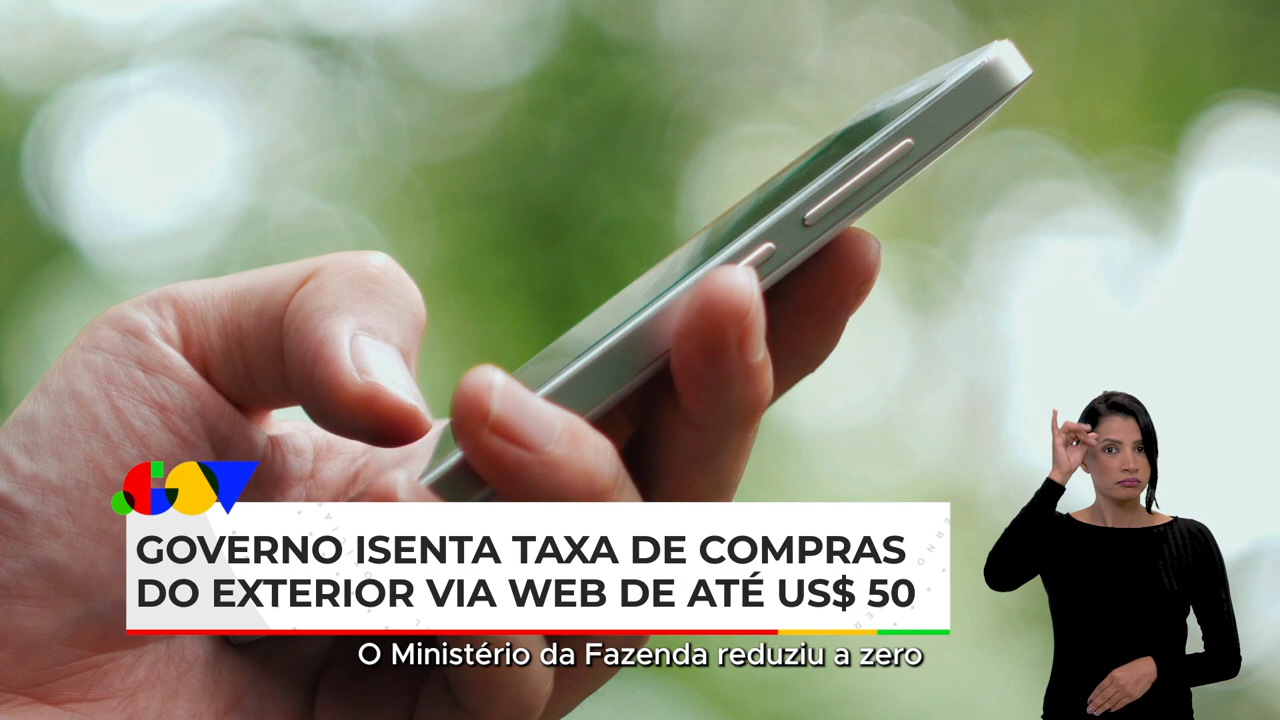 .GOV
GOVERNO ISENTA TAXA DE COMPRAS
DO EXTERIOR VIA WEB DE ATÉ US$ 50
O Ministério da Fazenda reduziu a zero